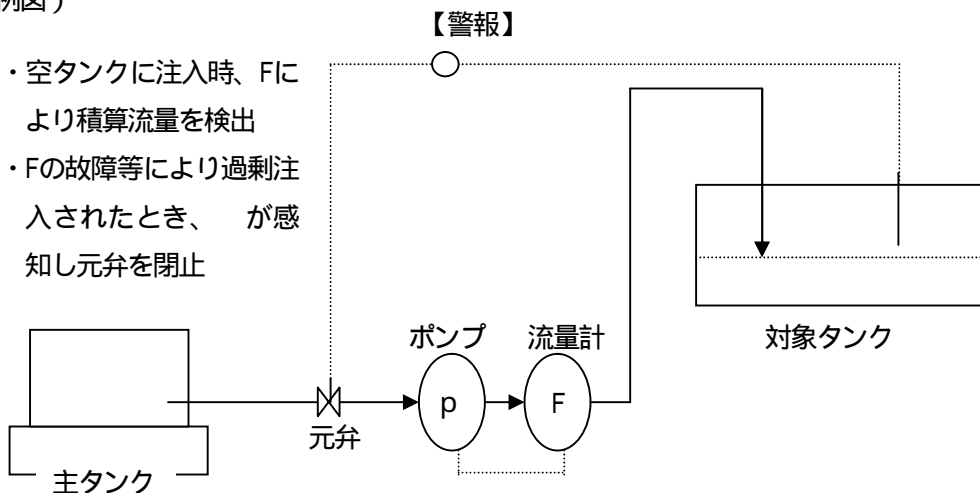 例図)
【警報】
・空タンクに注入時、Fに
より積算流量を検出
・Fの故障等により過剰注
入されたとき、 が感
知し元弁を閉止
ポンプ
流量計
対象タンク
p
F
元弁
主タンク